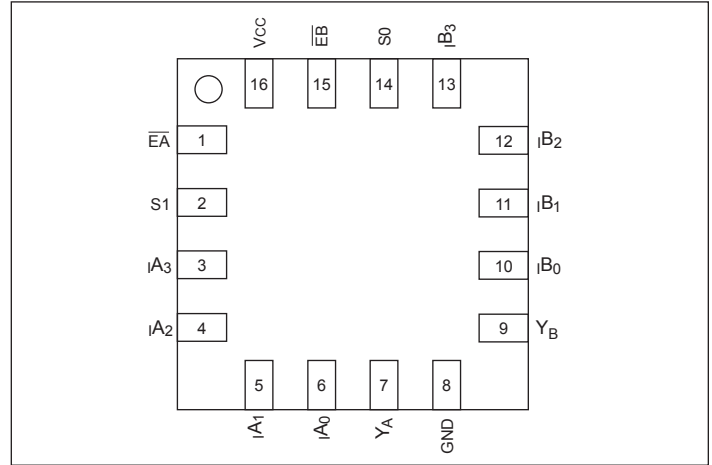 VCC
EB
S0
IB3
16
15
14
13
EA 1
12 IB2
S1 2
11 IB1
IA3 3
10 IB0
IA2 4
9 YB
5
6
7
8
IA1
IA0
YA
GND